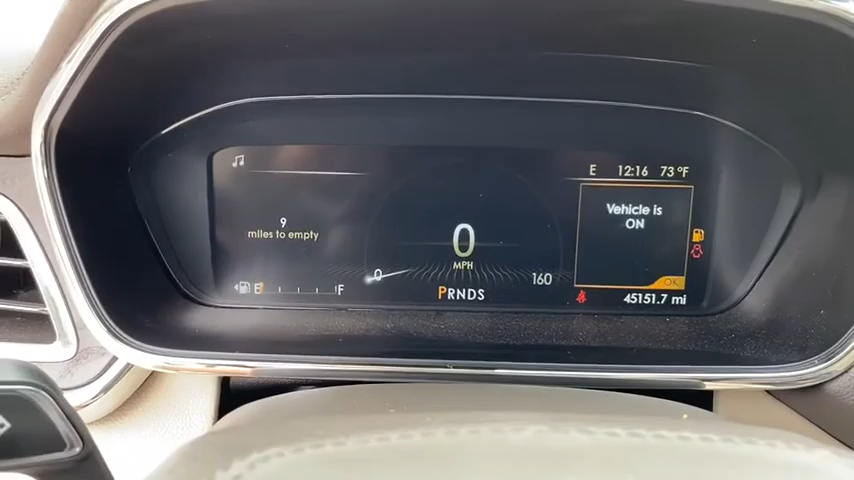 E 12:16 73°F
9
miles to empty
Vehicle is
ON
0
MPH
0
160
E
F
PRNDS
OK
45151.7 mi